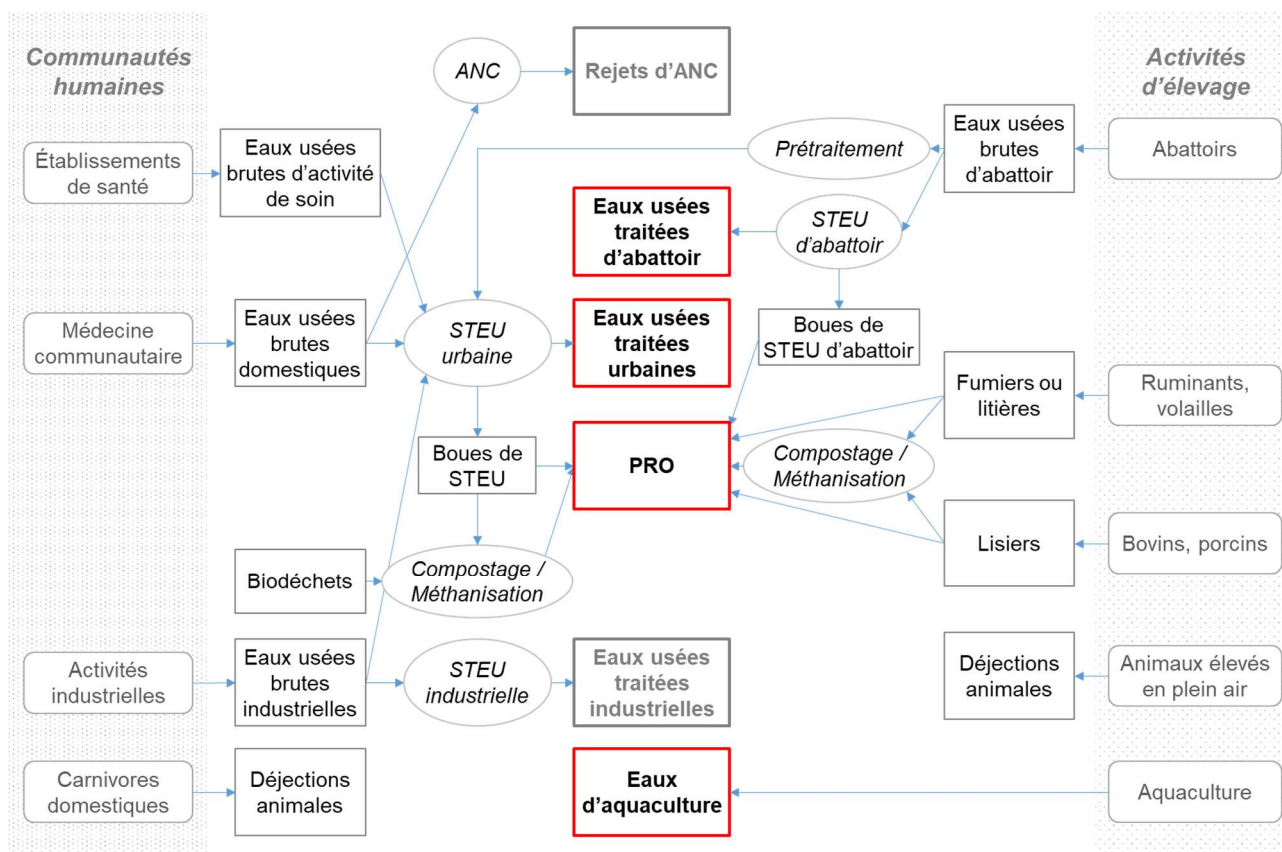 Communautés
humaines
ANC
Rejets d'ANC
Activités
d'élevage
Établissements
de santé
Eaux usées
brutes d'activité
de soin
Prétraitement
Eaux usées
brutes
d'abattoir
Abattoirs
Eaux usées
traitées
d'abattoir
STEU
d'abattoir
Médecine
communautaire
Eaux usées
brutes
domestiques
STEU
urbaine
Eaux usées
traitées
urbaines
Boues de
STEU d'abattoir
Fumiers ou
litières
Ruminants,
volailles
Boues de
STEU
PRO
Compostage /
Méthanisation
Lisiers
Bovins, porcins
Biodéchets
Compostage /
Méthanisation
Activités
industrielles
Eaux usées
brutes
industrielles
STEU
industrielle
Eaux usées
traitées
industrielles
Déjections
animales
Animaux élevés
en plein air
Carnivores
domestiques
Déjections
animales
Eaux
d'aquaculture
Aquaculture